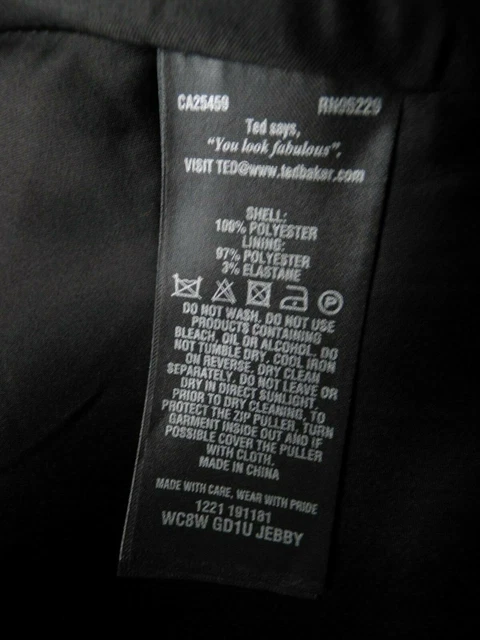 CA25459 RN95229
Ted says,
"You look fabulous".
VISIT TED@www.tedbaker.com
SHELL:
100% POLYESTER
LINING:
97% POLYESTER
3% ELASTANE
P
DO NOT WASH. DO NOT USE
PRODUCTS CONTAINING
BLEACH, OIL OR ALCOHOL. DO
NOT TUMBLE DRY. COOL IRON
ON REVERSE. DRY CLEAN
SEPARATELY. DO NOT LEAVE OR
DRY IN DIRECT SUNLIGHT.
PRIOR TO DRY CLEANING, TO
PROTECT THE ZIP PULLER, TURN
GARMENT INSIDE OUT AND IF
POSSIBLE COVER THE PULLER
WITH CLOTH.
MADE IN CHINA
MADE WITH CARE, WEAR WITH PRIDE
1221 191181
WC8W GD1U JEBBY